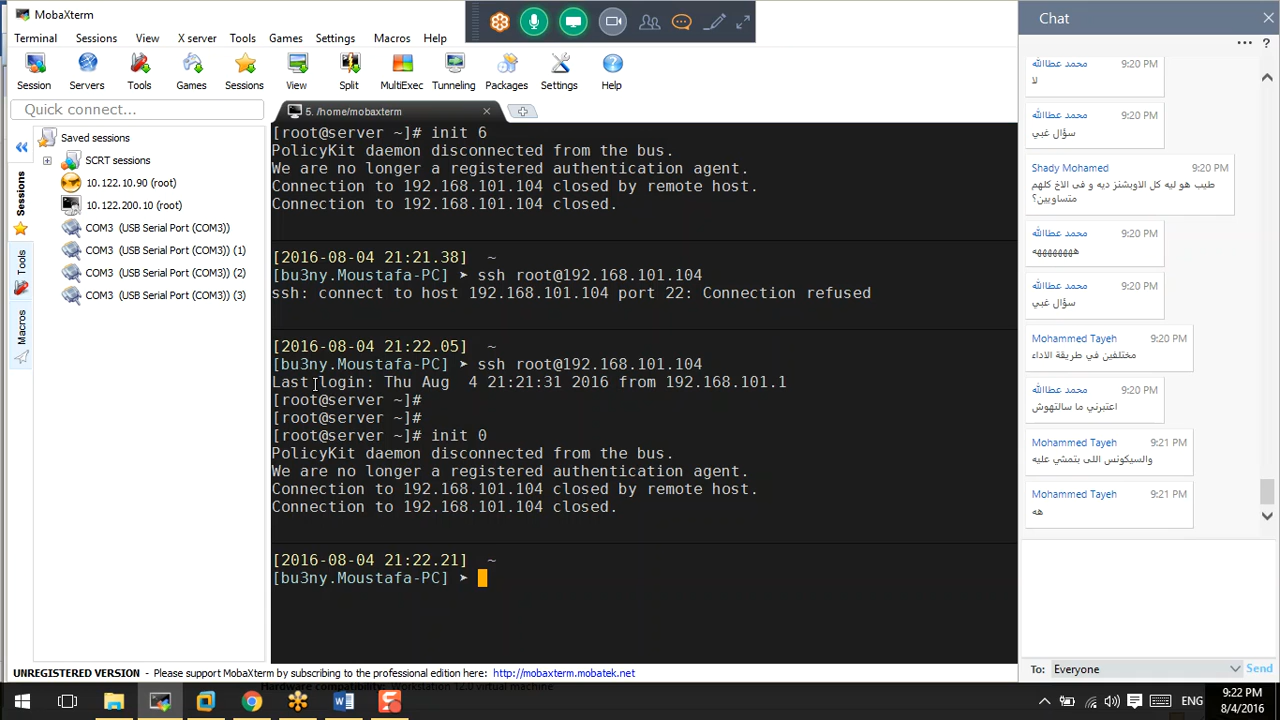 MobaXterm
Terminal Sessions View X server Tools Games Settings Macros Help
Session Servers Tools Games Sessions View Split MultiExec Tunneling Packages Settings Help
Quick connect...
5. /home/mobaxterm
Sessions
Tools
Macros
Saved sessions
SCRT sessions
10.122.10.90 (root)
10.122.200.10 (root)
COM3 (USB Serial Port (COM3))
COM3 (USB Serial Port (COM3)) (1)
COM3 (USB Serial Port (COM3)) (2)
COM3 (USB Serial Port (COM3)) (3)
[root@server ~]# init 6
PolicyKit daemon disconnected from the bus.
We are no longer a registered authentication agent.
Connection to 192.168.101.104 closed by remote host.
Connection to 192.168.101.104 closed.
[2016-08-04 21:21.38] ~
[bu3ny.Moustafa-PC] ➤ ssh root@192.168.101.104
ssh: connect to host 192.168.101.104 port 22: Connection refused
[2016-08-04 21:22.05] ~
[bu3ny.Moustafa-PC] ➤ ssh root@192.168.101.104
Last login: Thu Aug 4 21:21:31 2016 from 192.168.101.1
[root@server ~]#
[root@server ~]#
[root@server ~]# init 0
PolicyKit daemon disconnected from the bus.
We are no longer a registered authentication agent.
Connection to 192.168.101.104 closed by remote host.
Connection to 192.168.101.104 closed.
[2016-08-04 21:22.21] ~
[bu3ny.Moustafa-PC] ➤
UNREGISTERED VERSION - Please support MobaXterm by subscribing to the professional edition here: http://mobaxterm.mobatek.net
Hardware compatibility: Workstation 12.0 virtual machine
Chat
محمد عطاالله 9:20 PM
لا
محمد عطاالله 9:20 PM
سؤال غبي
Shady Mohamed 9:20 PM
طيب هو ليه كل الاوبشنز ديه و فى الاخ كلهم
متساويين؟
محمد عطاالله 9:20 PM
هههههههههه
محمد عطاالله 9:20 PM
سؤال غبي
Mohammed Tayeh 9:20 PM
مختلفين في طريقة الاداء
محمد عطاالله 9:20 PM
اعتبرني ما سالتهوش
Mohammed Tayeh 9:21 PM
والسيكونس اللى بتمشي عليه
Mohammed Tayeh 9:21 PM
هه
To: Everyone Send
ENG
9:22 PM
8/4/2016